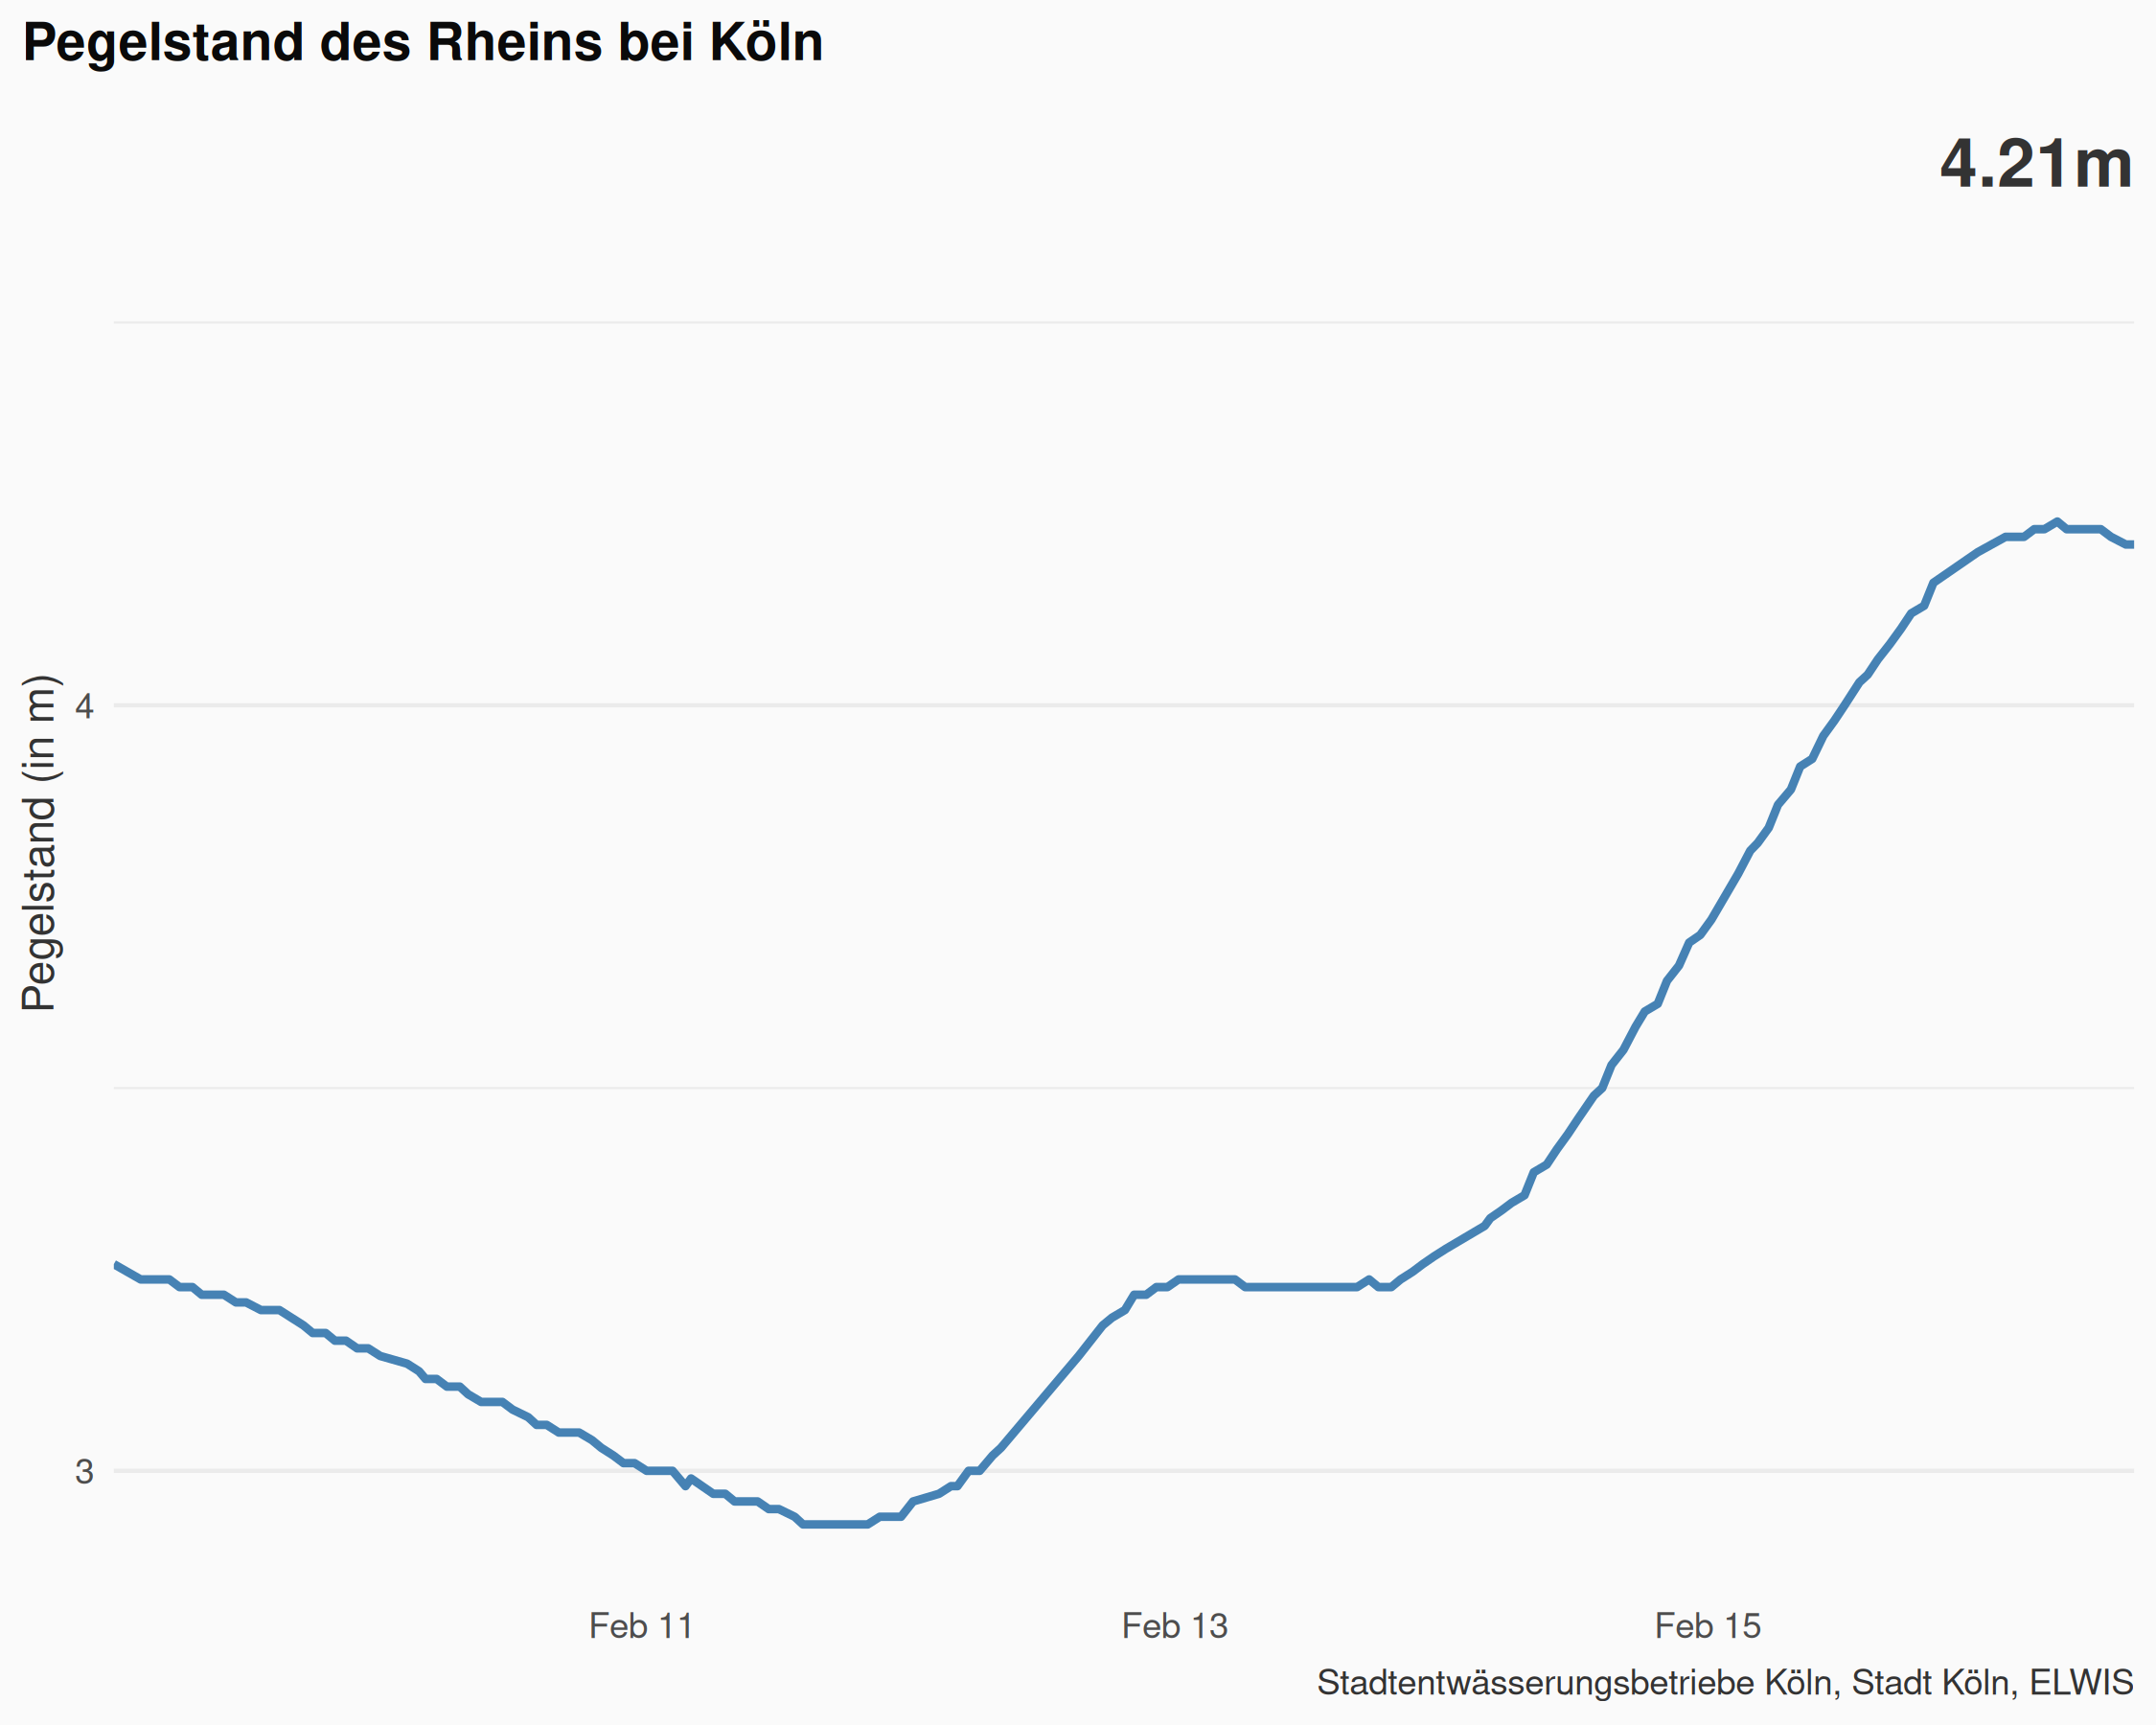 Pegelstand des Rheins bei Köln
4.21m
Pegelstand (in m)
4
3
Feb 11
Feb 13
Feb 15
Stadtentwässerungsbetriebe Köln, Stadt Köln, ELWIS